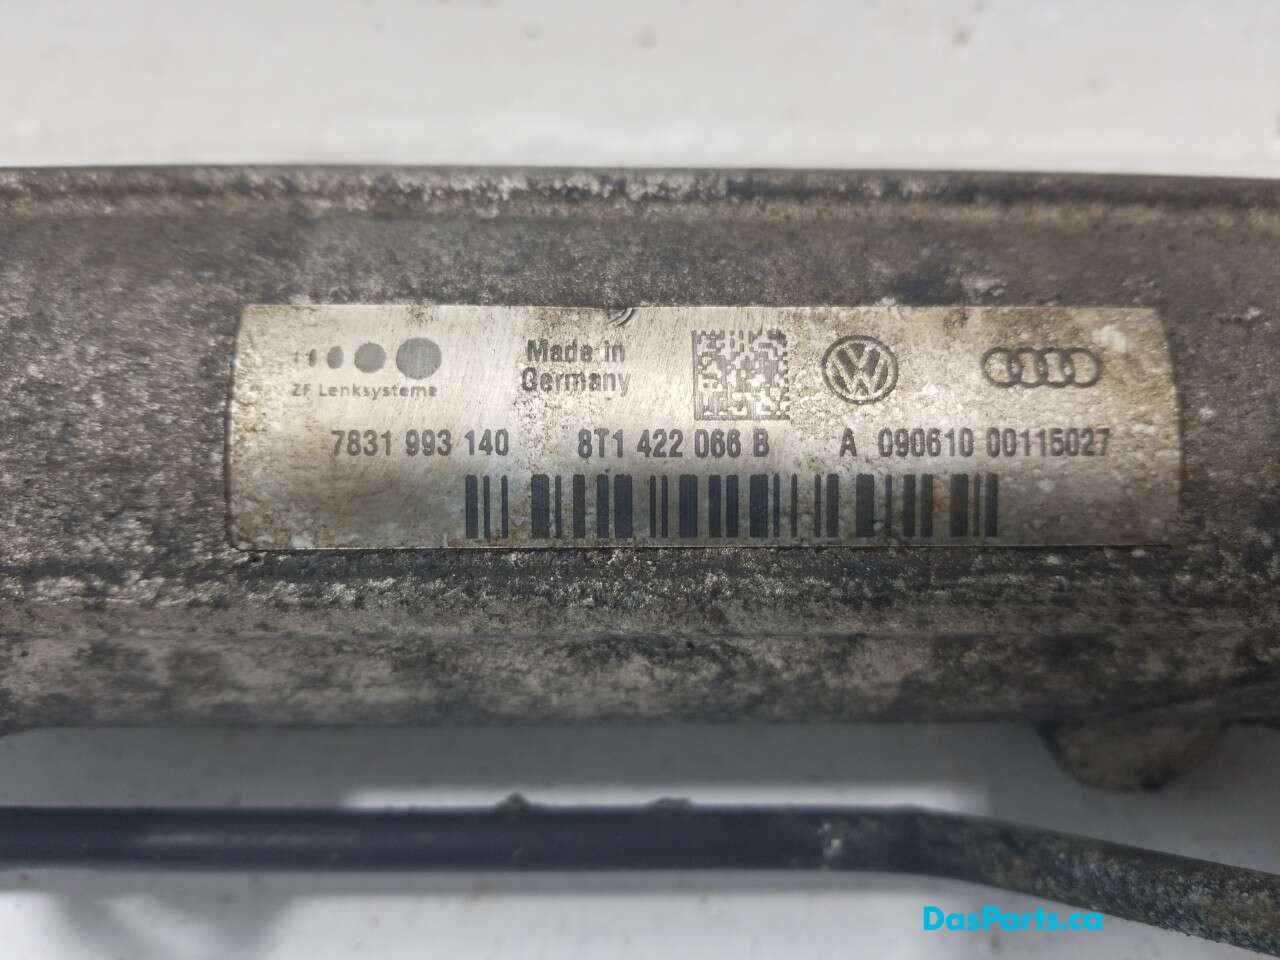 ZF Lenksysteme
Made in
Germany
7831 993 140 8T1 422 066 B A 090610 00115027
DasParts.ca